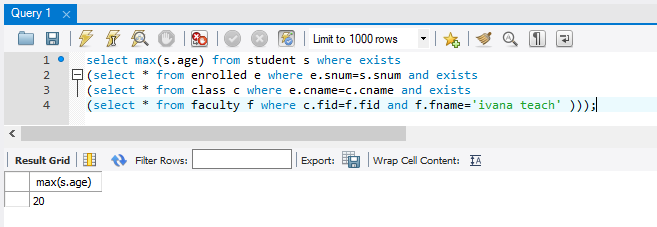 Query 1
Limit to 1000 rows
1 select max(s.age) from student s where exists
2 (select * from enrolled e where e.snum=s.snum and exists
3 (select * from class c where e.cname=c.cname and exists
4 (select * from faculty f where c.fid=f.fid and f.fname='ivana teach' )));
Result Grid Filter Rows: Export: Wrap Cell Content:
max(s.age)
20